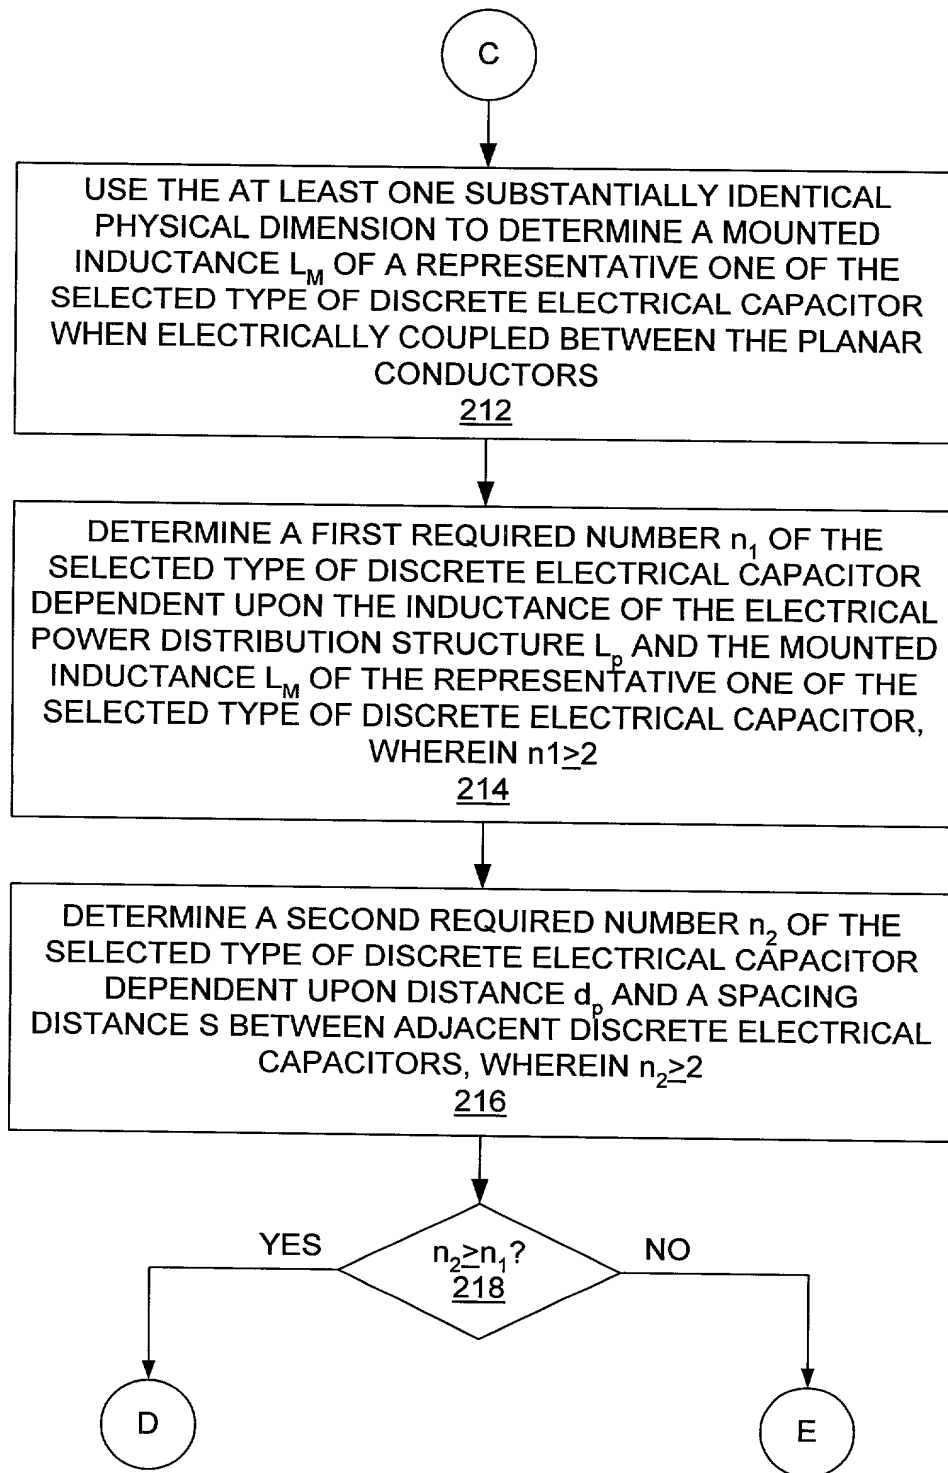 C
USE THE AT LEAST ONE SUBSTANTIALLY IDENTICAL
PHYSICAL DIMENSION TO DETERMINE A MOUNTED
INDUCTANCE L_M OF A REPRESENTATIVE ONE OF THE
SELECTED TYPE OF DISCRETE ELECTRICAL CAPACITOR
WHEN ELECTRICALLY COUPLED BETWEEN THE PLANAR
CONDUCTORS
212
DETERMINE A FIRST REQUIRED NUMBER n₁ OF THE
SELECTED TYPE OF DISCRETE ELECTRICAL CAPACITOR
DEPENDENT UPON THE INDUCTANCE OF THE ELECTRICAL
POWER DISTRIBUTION STRUCTURE L_p AND THE MOUNTED
INDUCTANCE L_M OF THE REPRESENTATIVE ONE OF THE
SELECTED TYPE OF DISCRETE ELECTRICAL CAPACITOR,
WHEREIN n1≥2
214
DETERMINE A SECOND REQUIRED NUMBER n₂ OF THE
SELECTED TYPE OF DISCRETE ELECTRICAL CAPACITOR
DEPENDENT UPON DISTANCE d_p AND A SPACING
DISTANCE S BETWEEN ADJACENT DISCRETE ELECTRICAL
CAPACITORS, WHEREIN n₂≥2
216
YES
n₂≥n₁?
NO
218
D
E